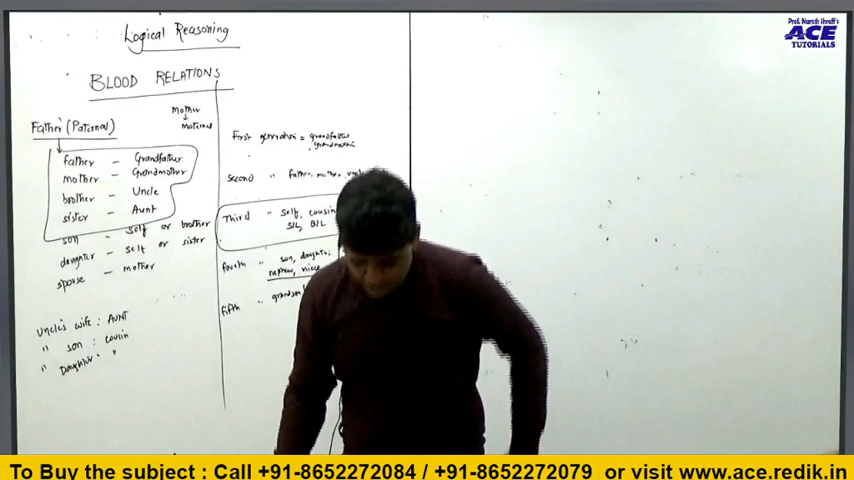 Logical Reasoning
BLOOD RELATIONS
Father (Paternal)
mother
maternal
father - Grandfather
mother - Grandmother
brother - Uncle
sister - Aunt
son - self or brother
daughter - self or sister
spouse - mother
Uncle's wife : AUNT
" son : cousin
" Daughter "
First generation = grandfather
, grandmother
second " father, mother,
Third " self, cousin
SIL, BIL
fourth " son, daughter,
nephew, niece
fifth "
Prof. Naresh Shroff's
ACE
TUTORIALS
To Buy the subject : Call +91-8652272084 / +91-8652272079 or visit www.ace.redik.in